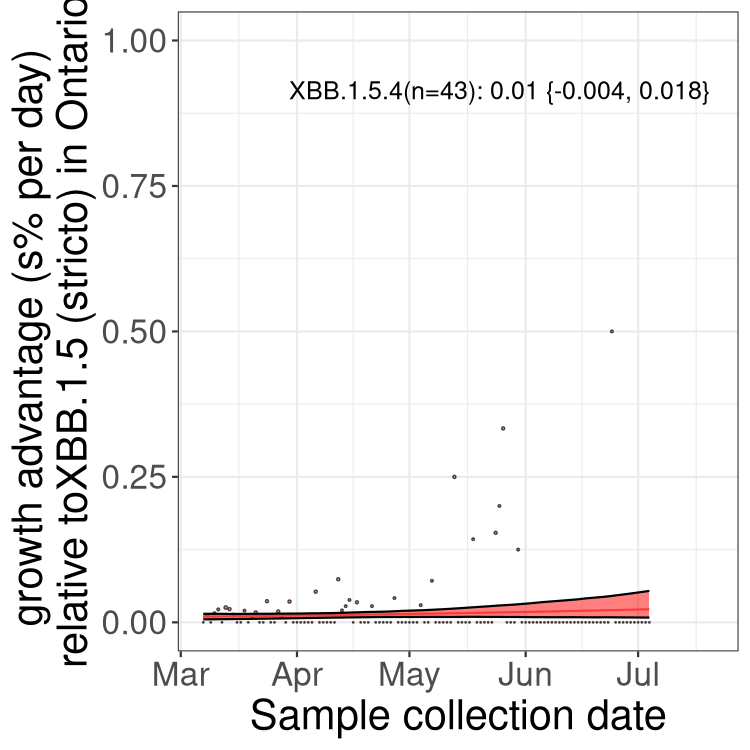 growth advantage (s% per day)
relative toXBB.1.5 (stricto) in Ontario
1.00
XBB.1.5.4(n=43): 0.01 {-0.004, 0.018}
0.75
0.50
0.25
0.00
Mar Apr May Jun Jul
Sample collection date